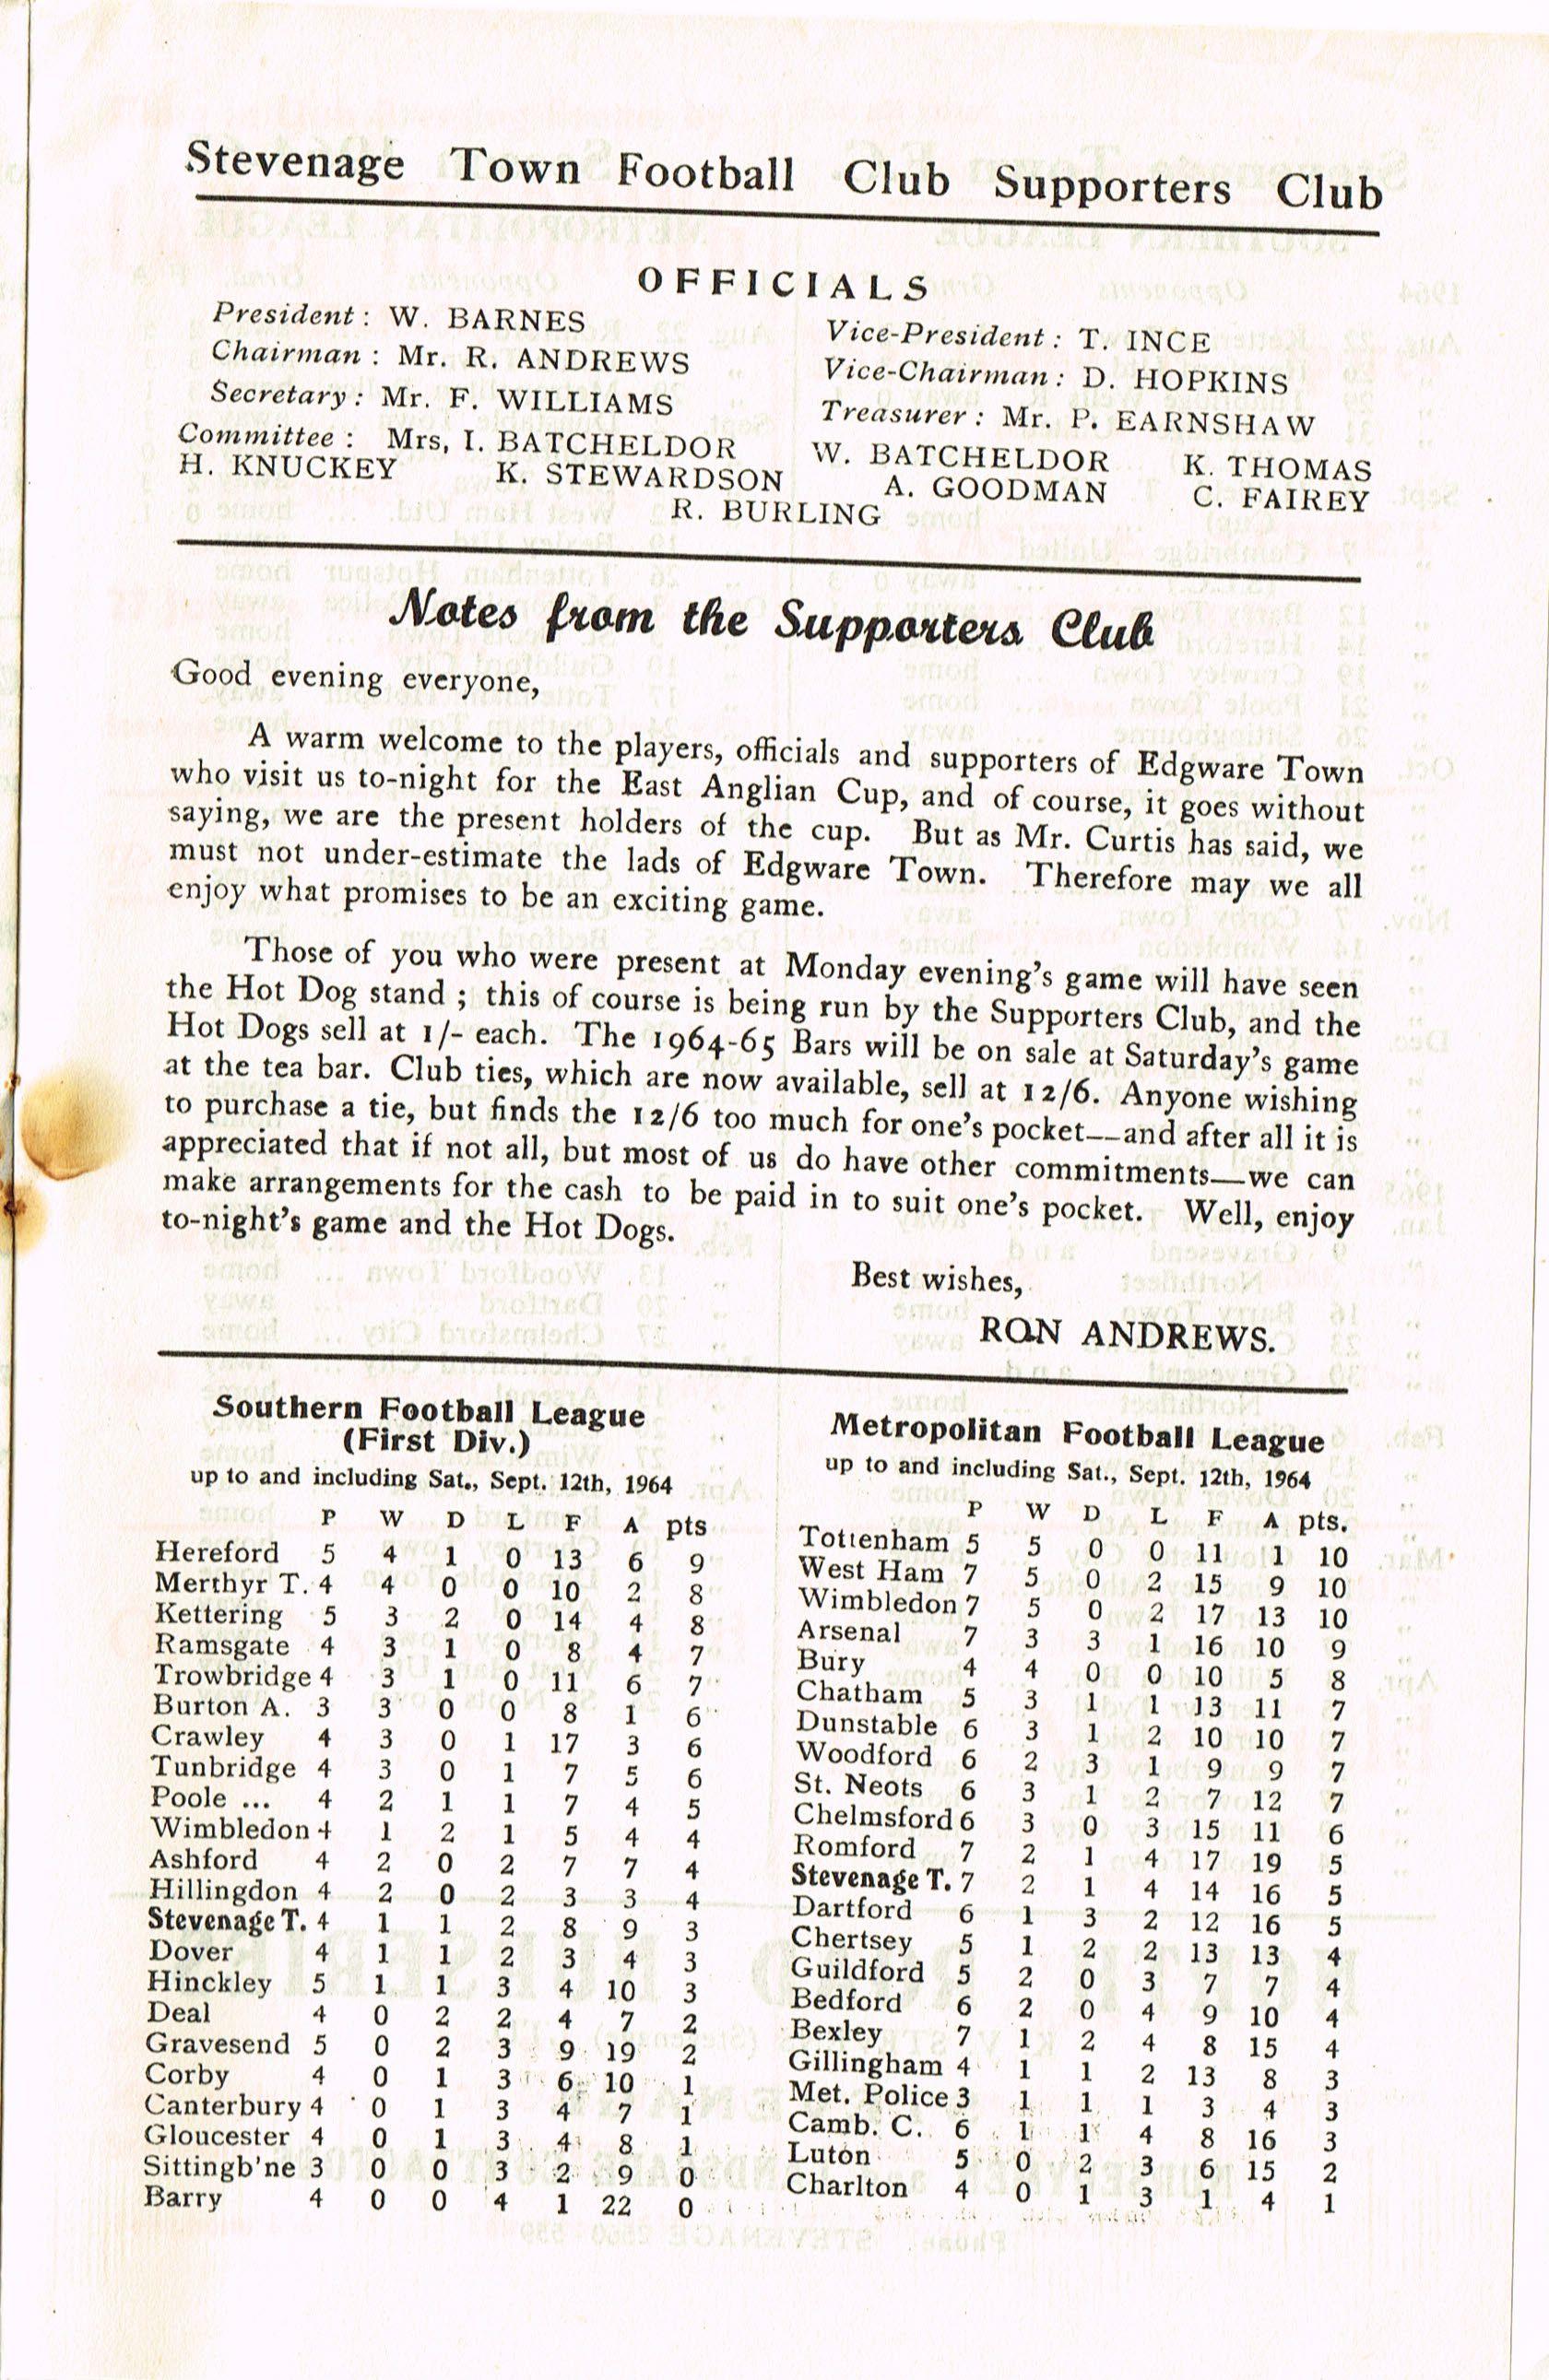 Stevenage Town Football Club Supporters Club
OFFICIALS
President : W. BARNES Vice-President : T. INCE
Chairman : Mr. R. ANDREWS Vice-Chairman : D. HOPKINS
Secretary : Mr. F. WILLIAMS Treasurer : Mr. P. EARNSHAW
Committee : Mrs, I. BATCHELDOR W. BATCHELDOR K. THOMAS
H. KNUCKEY K. STEWARDSON A. GOODMAN C. FAIREY
R. BURLING
Notes from the Supporters Club
Good evening everyone,
A warm welcome to the players, officials and supporters of Edgware Town
who visit us to-night for the East Anglian Cup, and of course, it goes without
saying, we are the present holders of the cup. But as Mr. Curtis has said, we
must not under-estimate the lads of Edgware Town. Therefore may we all
enjoy what promises to be an exciting game.
Those of you who were present at Monday evening's game will have seen
the Hot Dog stand ; this of course is being run by the Supporters Club, and the
Hot Dogs sell at 1/- each. The 1964-65 Bars will be on sale at Saturday's game
at the tea bar. Club ties, which are now available, sell at 12/6. Anyone wishing
to purchase a tie, but finds the 12/6 too much for one's pocket—and after all it is
appreciated that if not all, but most of us do have other commitments—we can
make arrangements for the cash to be paid in to suit one's pocket. Well, enjoy
to-night's game and the Hot Dogs.
Best wishes,
RON ANDREWS.
Southern Football League
(First Div.)
up to and including Sat., Sept. 12th, 1964
P W D L F A pts
Hereford 5 4 1 0 13 6 9
Merthyr T. 4 4 0 0 10 2 8
Kettering 5 3 2 0 14 4 8
Ramsgate 4 3 1 0 8 4 7
Trowbridge 4 3 1 0 11 6 7
Burton A. 3 3 0 0 8 1 6
Crawley 4 3 0 1 17 3 6
Tunbridge 4 3 0 1 7 5 6
Poole ... 4 2 1 1 7 4 5
Wimbledon 4 1 2 1 5 4 4
Ashford 4 2 0 2 7 7 4
Hillingdon 4 2 0 2 3 3 4
Stevenage T. 4 1 1 2 8 9 3
Dover 4 1 1 2 3 4 3
Hinckley 5 1 1 3 4 10 3
Deal 4 0 2 2 4 7 2
Gravesend 5 0 2 3 9 19 2
Corby 4 0 1 3 6 10 1
Canterbury 4 0 1 3 4 7 1
Gloucester 4 0 1 3 4 8 1
Sittingb'ne 3 0 0 3 2 9 0
Barry 4 0 0 4 1 22 0
Metropolitan Football League
up to and including Sat., Sept. 12th, 1964
P W D L F A pts.
Tottenham 5 5 0 0 11 1 10
West Ham 7 5 0 2 15 9 10
Wimbledon 7 5 0 2 17 13 10
Arsenal 7 3 3 1 16 10 9
Bury 4 4 0 0 10 5 8
Chatham 5 3 1 1 13 11 7
Dunstable 6 3 1 2 10 10 7
Woodford 6 2 3 1 9 9 7
St. Neots 6 3 1 2 7 12 7
Chelmsford 6 3 0 3 15 11 6
Romford 7 2 1 4 17 19 5
Stevenage T. 7 2 1 4 14 16 5
Dartford 6 1 3 2 12 16 5
Chertsey 5 1 2 2 13 13 4
Guildford 5 2 0 3 7 7 4
Bedford 6 2 0 4 9 10 4
Bexley 7 1 2 4 8 15 4
Gillingham 4 1 1 2 13 8 3
Met. Police 3 1 1 1 3 4 3
Camb. C. 6 1 1 4 8 16 3
Luton 5 0 2 3 6 15 2
Charlton 4 0 1 3 1 4 1